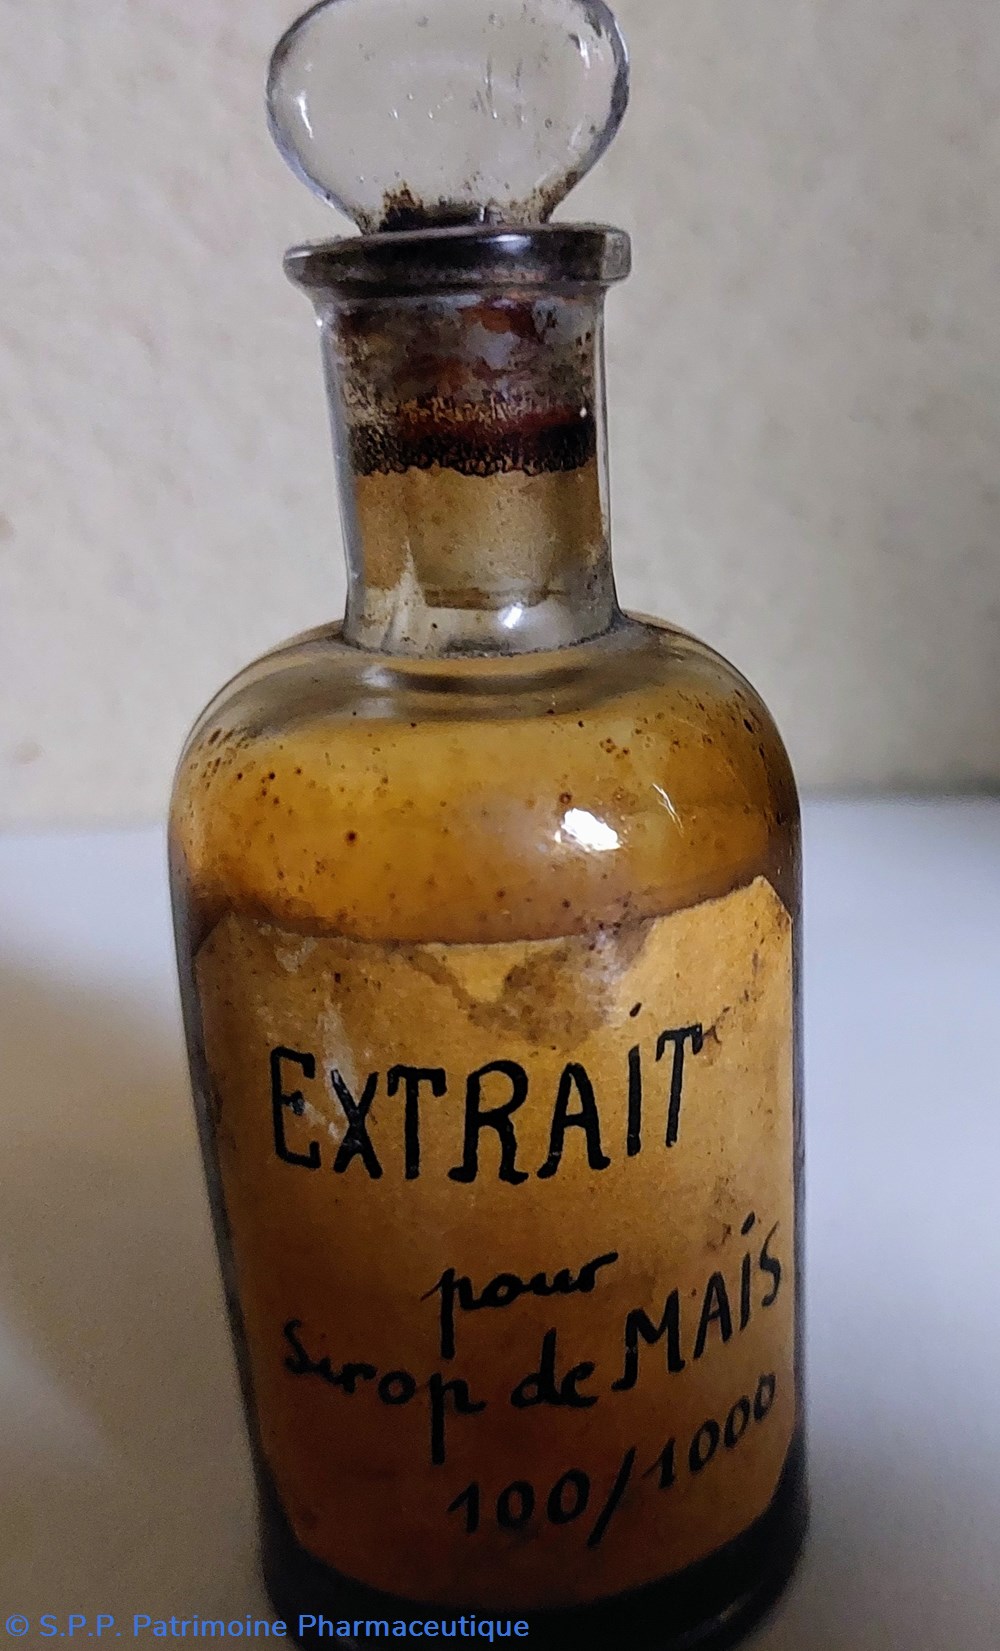 EXTRAIT
pour
Sirop de MAÏS
100/1000
© S.P.P. Patrimoine Pharmaceutique